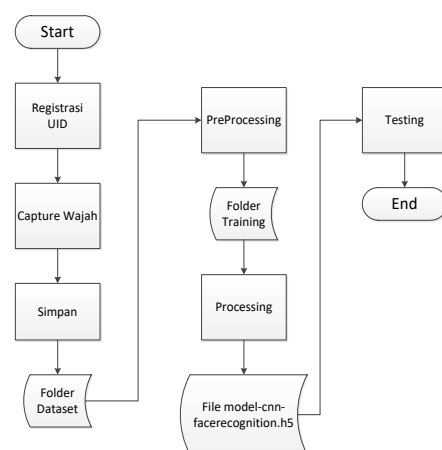 Start
Registrasi
UID
Capture Wajah
Simpan
Folder
Dataset
PreProcessing
Folder
Training
Processing
File model-cnn-
facerecognition.h5
Testing
End